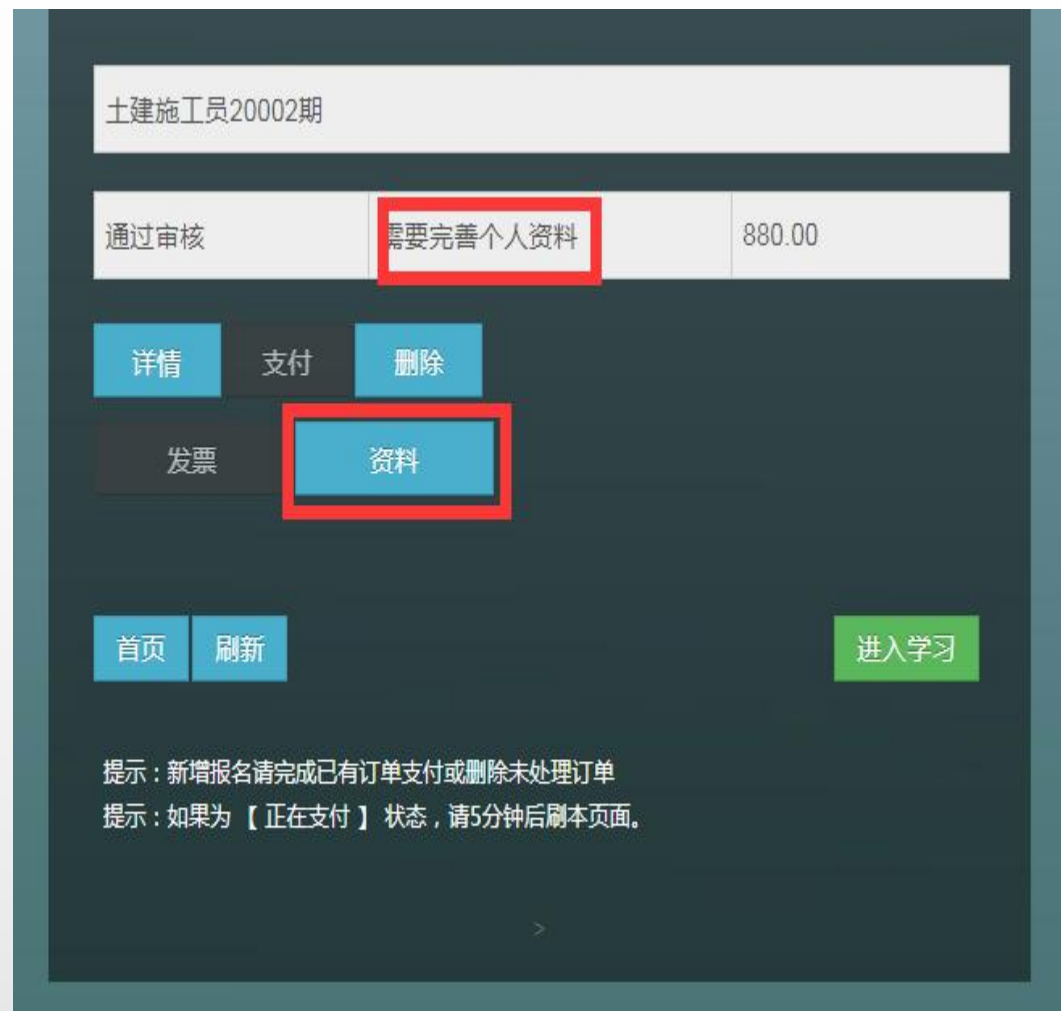 土建施工员20002期
通过审核 需要完善个人资料 880.00
详情 支付 删除
发票 资料
首页 刷新 进入学习
提示：新增报名请完成已有订单支付或删除未处理订单
提示：如果为 【 正在支付 】 状态，请5分钟后刷本页面。
>